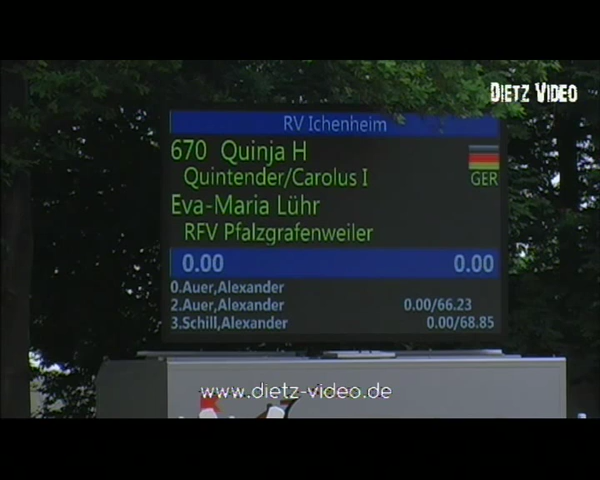 DIETZ VIDEO
RV Ichenheim
670 Quinja H
Quintender/Carolus I
GER
Eva-Maria Lühr
RFV Pfalzgrafenweiler
0.00 0.00
0.Auer,Alexander
2.Auer,Alexander 0.00/66.23
3.Schill,Alexander 0.00/68.85
www.dietz-video.de